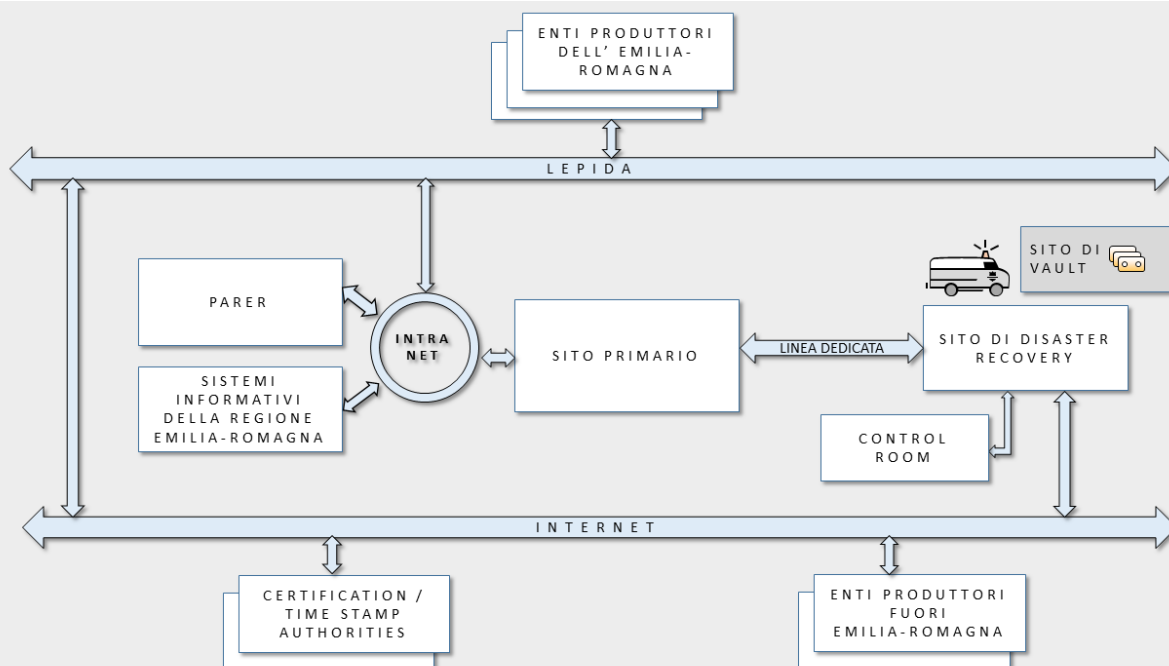 ENTI PRODUTTORI
DELL' EMILIA-
ROMAGNA
LEPIDA
SITO DI
VAULT
PARER
INTRA
NET
SITO PRIMARIO
LINEA DEDICATA
SITO DI DISASTER
RECOVERY
SISTEMI
INFORMATIVI
DELLA REGIONE
EMILIA-ROMAGNA
CONTROL
ROOM
INTERNET
CERTIFICATION /
TIME STAMP
AUTHORITIES
ENTI PRODUTTORI
FUORI
EMILIA-ROMAGNA